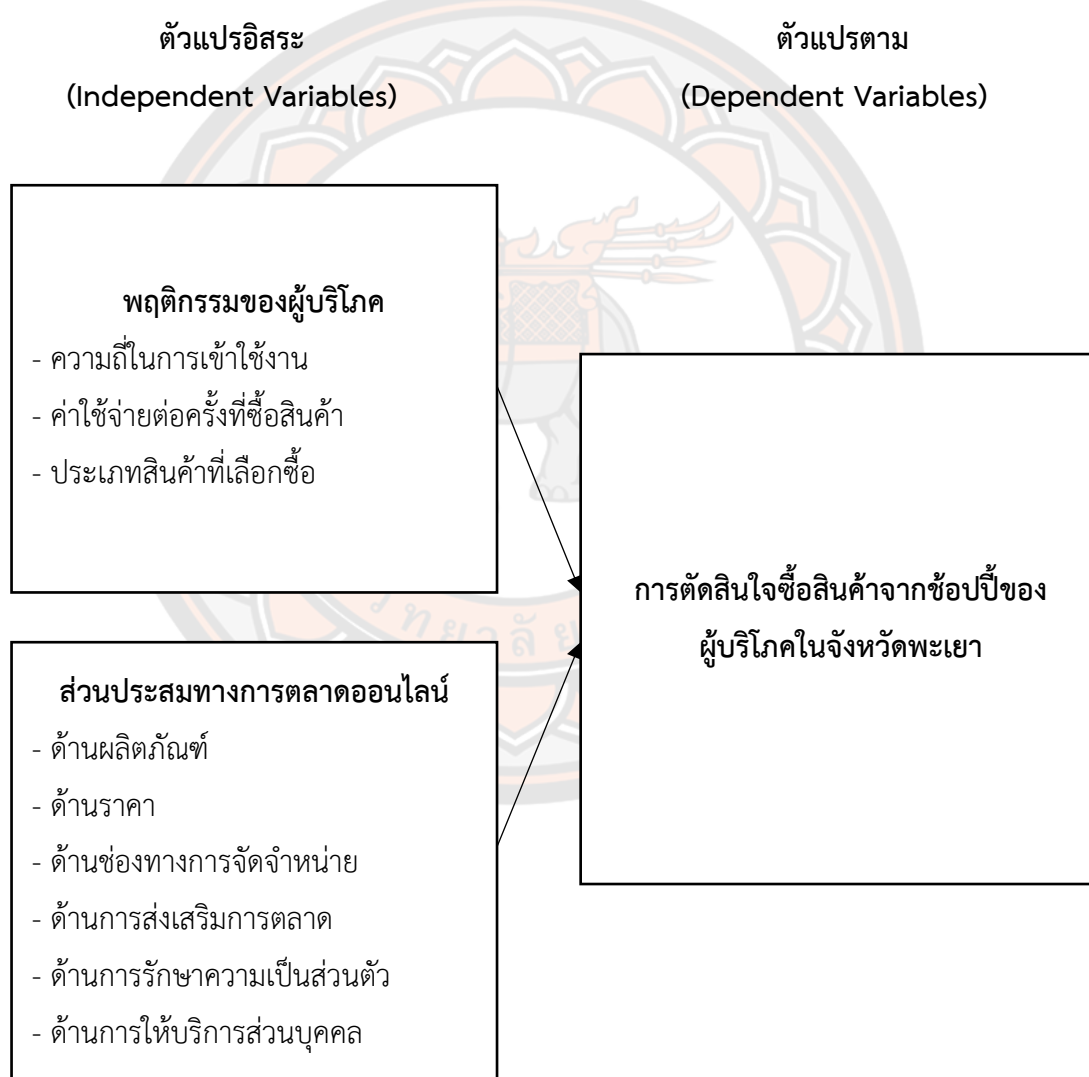 ตัวแปรอิสระ
(Independent Variables)
ตัวแปรตาม
(Dependent Variables)
พฤติกรรมของผู้บริโภค
- ความถี่ในการเข้าใช้งาน
- ค่าใช้จ่ายต่อครั้งที่ซื้อสินค้า
- ประเภทสินค้าที่เลือกซื้อ
ส่วนประสมทางการตลาดออนไลน์
- ด้านผลิตภัณฑ์
- ด้านราคา
- ด้านช่องทางการจัดจำหน่าย
- ด้านการส่งเสริมการตลาด
- ด้านการรักษาความเป็นส่วนตัว
- ด้านการให้บริการส่วนบุคคล
การตัดสินใจซื้อสินค้าจากช้อปปี้ของ
ผู้บริโภคในจังหวัดพะเยา